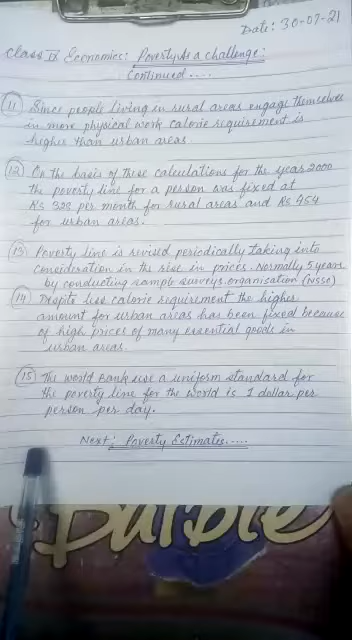 Date: 30-07-21
Class IX Economics: Poverty As a challenge:
Continued ....
(11) Since people living in rural areas engage themselves
in more physical work calorie requirement is
higher than urban areas.
(12) On the basis of these calculations for the year 2000
the poverty line for a person was fixed at
Rs 328 per month for rural areas and Rs 454
for urban areas.
(13) Poverty line is revised periodically taking into
consideration in the rise in prices. Normally 5 years
by conducting sample surveys organisation (NSSO)
(14) Despite less calorie requirement the higher
amount for urban areas has been fixed because
of high prices of many essential goods in
urban areas.
(15) The World Bank use a uniform standard for
the poverty line for the world is 1 dollar per
person per day.
Next: Poverty Estimates.....